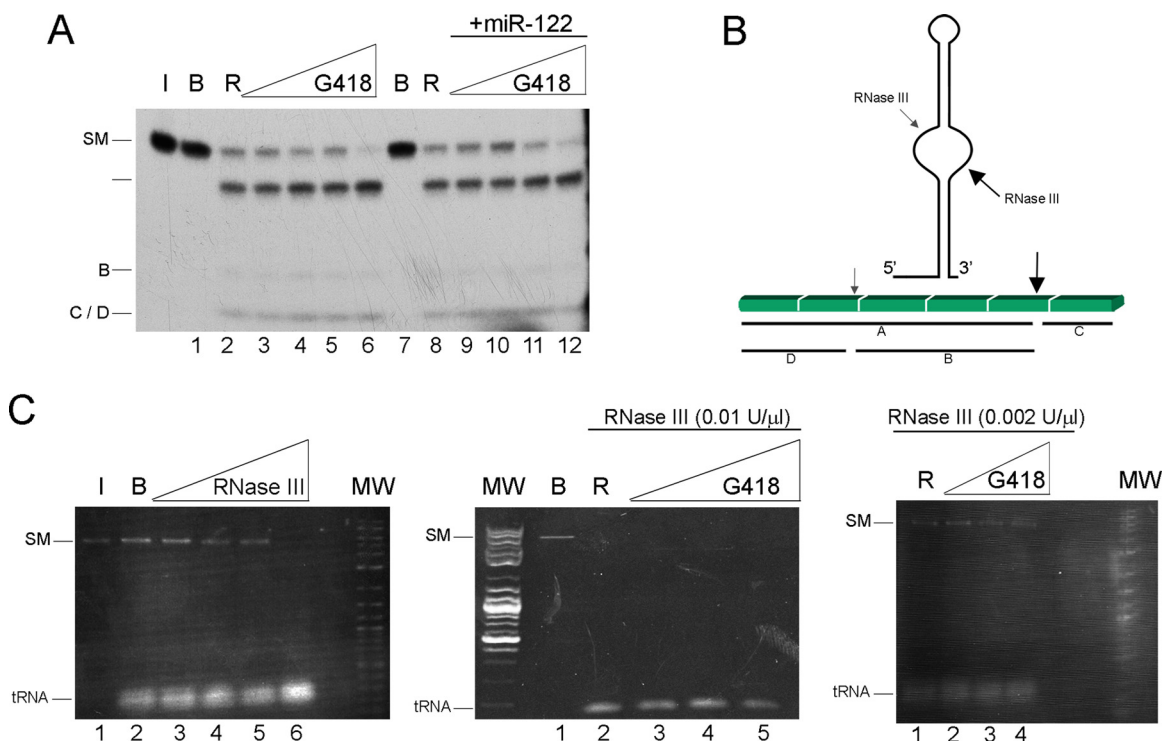 A
+miR-122
I B R G418 B R G418
SM
B
C / D
1 2 3 4 5 6 7 8 9 10 11 12
B
RNase III
RNase III
5’ 3’
A C
D B
C
I B RNase III MW
SM
tRNA
1 2 3 4 5 6
RNase III (0.01 U/µl)
MW B R G418
SM
tRNA
1 2 3 4 5
RNase III (0.002 U/µl)
R G418 MW
SM
tRNA
1 2 3 4